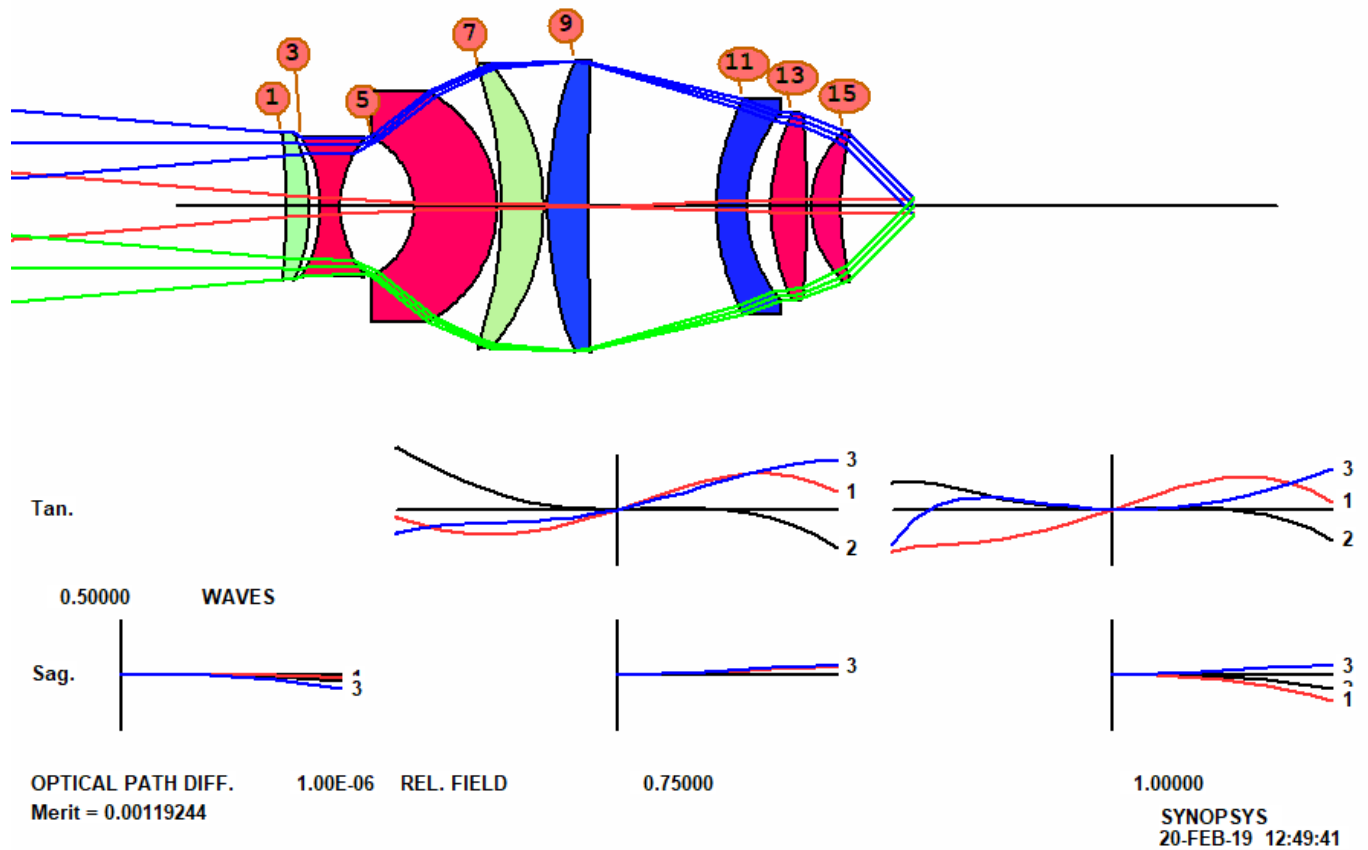 1 3 5 7 9 11 13 15
3
1
2
3
1
2
Tan.
0.50000 WAVES
Sag.
3
3
3
1
OPTICAL PATH DIFF. 1.00E-06 REL. FIELD 0.75000 1.00000
Merit = 0.00119244
SYNOPSYS
20-FEB-19 12:49:41